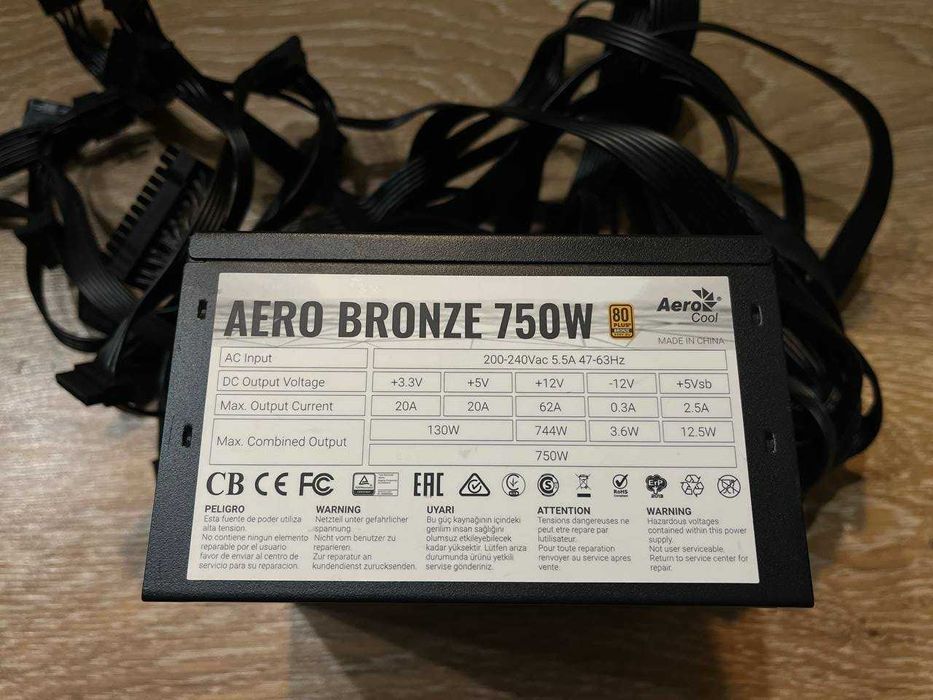 AERO BRONZE 750W
80
PLUS
BRONZE
Aero
Cool
MADE IN CHINA
AC Input 200-240Vac 5.5A 47-63Hz
DC Output Voltage +3.3V +5V +12V -12V +5Vsb
Max. Output Current 20A 20A 62A 0.3A 2.5A
Max. Combined Output 130W 744W 3.6W 12.5W
750W
CB CE FC EAC S RoHS ErP
PELIGRO
Esta fuente de poder utiliza
alta tension.
No contiene ningun elemento
reparable por el usuario
favor de enviar al centro de
servicio para su reparacion.
WARNING
Netzteil unter gefahrlicher
spannung.
Nicht vom benutzer zu
reparieren.
Zur reparatur an
kundendienst zurucksenden.
UYARI
Bu güç kaynağının içindeki
gerilim insan sağlığını
olumsuz etkileyebilecek
kadar yüksektir. Lütfen arıza
durumunda ürünü yetkili
servise gönderiniz.
ATTENTION
Tensions dangereuses ne
peut etre repare par
lutilisateur.
Pour toute reparation
renvoyer au service apres
vente.
WARNING
Hazardous voltages
contained within this power
supply.
Not user serviceable.
Return to service center for
repair.